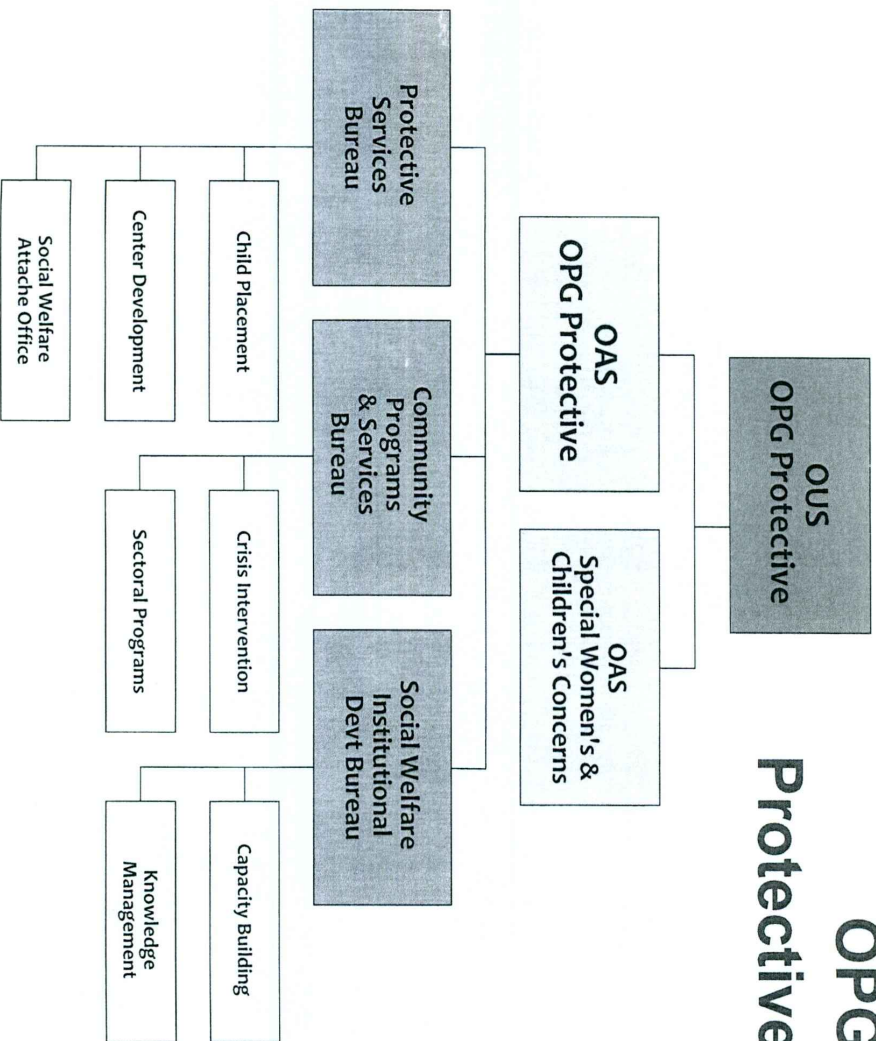 OPG
Protective
OUS
OPG Protective
OAS
OPG Protective
OAS
Special Women's &
Children's Concerns
Protective
Services
Bureau
Community
Programs
& Services
Bureau
Social Welfare
Institutional
Devt Bureau
Child Placement
Center Development
Social Welfare
Attache Office
Crisis Intervention
Sectoral Programs
Capacity Building
Knowledge
Management